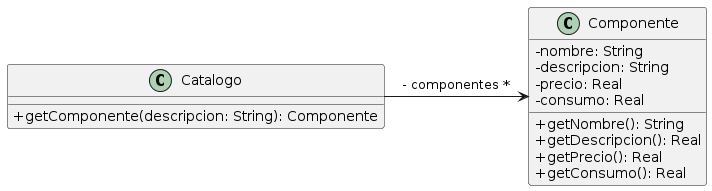 C Catalogo
+getComponente(descripcion: String): Componente
- componentes *
C Componente
-nombre: String
-descripcion: String
-precio: Real
-consumo: Real
+getNombre(): String
+getDescripcion(): Real
+getPrecio(): Real
+getConsumo(): Real